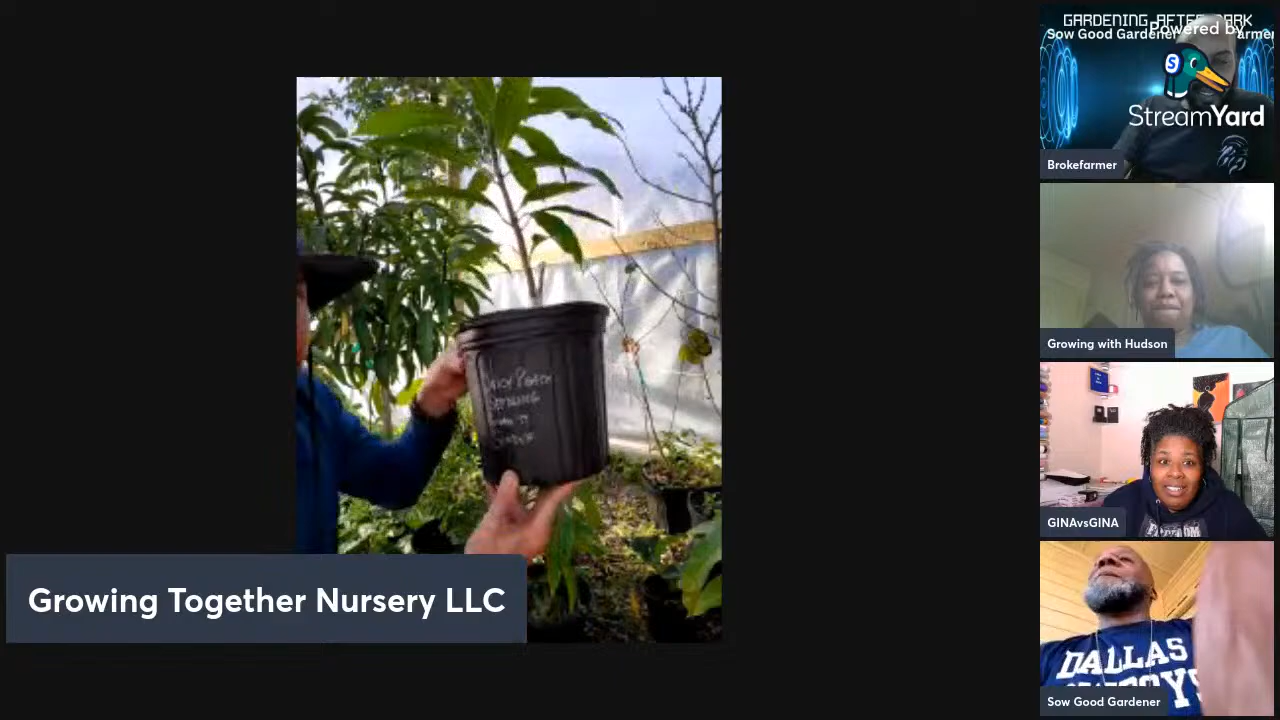 GARDENING AFTER DARK
Sow Good Gardener
Powered by
armer
S
StreamYard
Brokefarmer
Growing with Hudson
GINAvsGINA
DALLAS
Sow Good Gardener
Growing Together Nursery LLC